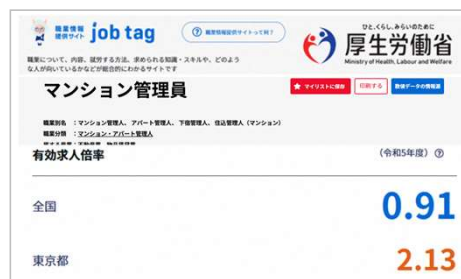 職業情報
提供サイト
job tag
? 職業情報提供サイトって何?
職業について、内容、就労する方法、求められる知識・スキルや、どのよう
な人が向いているかなどが総合的にわかるサイトです
ひと、くらし、みらいのために
厚生労働省
Ministry of Health, Labour and Welfare
マンション管理員
★ マイリストに保存
印刷する
数値データの情報源
職業別名 :マンション管理人、アパート管理人、下宿管理人、住込管理人(マンション)
職業分類 :マンション・アパート管理人
有効求人倍率
(令和5年度) ?
全国
0.91
東京都
2.13